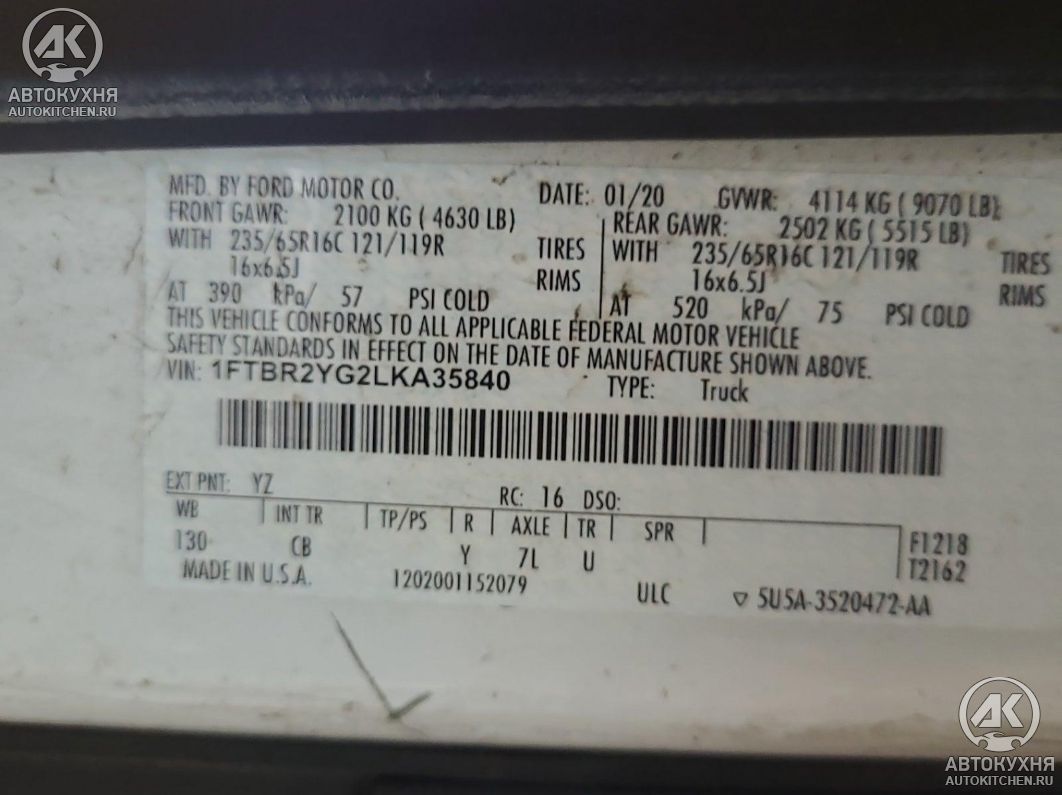 АК
АВТОКУХНЯ
AUTOKITCHEN.RU
MFD. BY FORD MOTOR CO. DATE: 01/20 GVWR: 4114 KG ( 9070 LB)
FRONT GAWR: 2100 KG ( 4630 LB) REAR GAWR: 2502 KG ( 5515 LB)
WITH 235/65R16C 121/119R TIRES WITH 235/65R16C 121/119R TIRES
16x6.5J RIMS 16x6.5J RIMS
AT 390 kPa/ 57 PSI COLD AT 520 kPa/ 75 PSI COLD
THIS VEHICLE CONFORMS TO ALL APPLICABLE FEDERAL MOTOR VEHICLE
SAFETY STANDARDS IN EFFECT ON THE DATE OF MANUFACTURE SHOWN ABOVE.
VIN: 1FTBR2YG2LKA35840 TYPE: Truck
EXT PNT: YZ RC: 16 DSO:
WB INT TR TP/PS R AXLE TR SPR F1218
130 CB Y 7L U T2162
MADE IN U.S.A. 1202001152079 ULC 5U5A-3520472-AA
АК
АВТОКУХНЯ
AUTOKITCHEN.RU